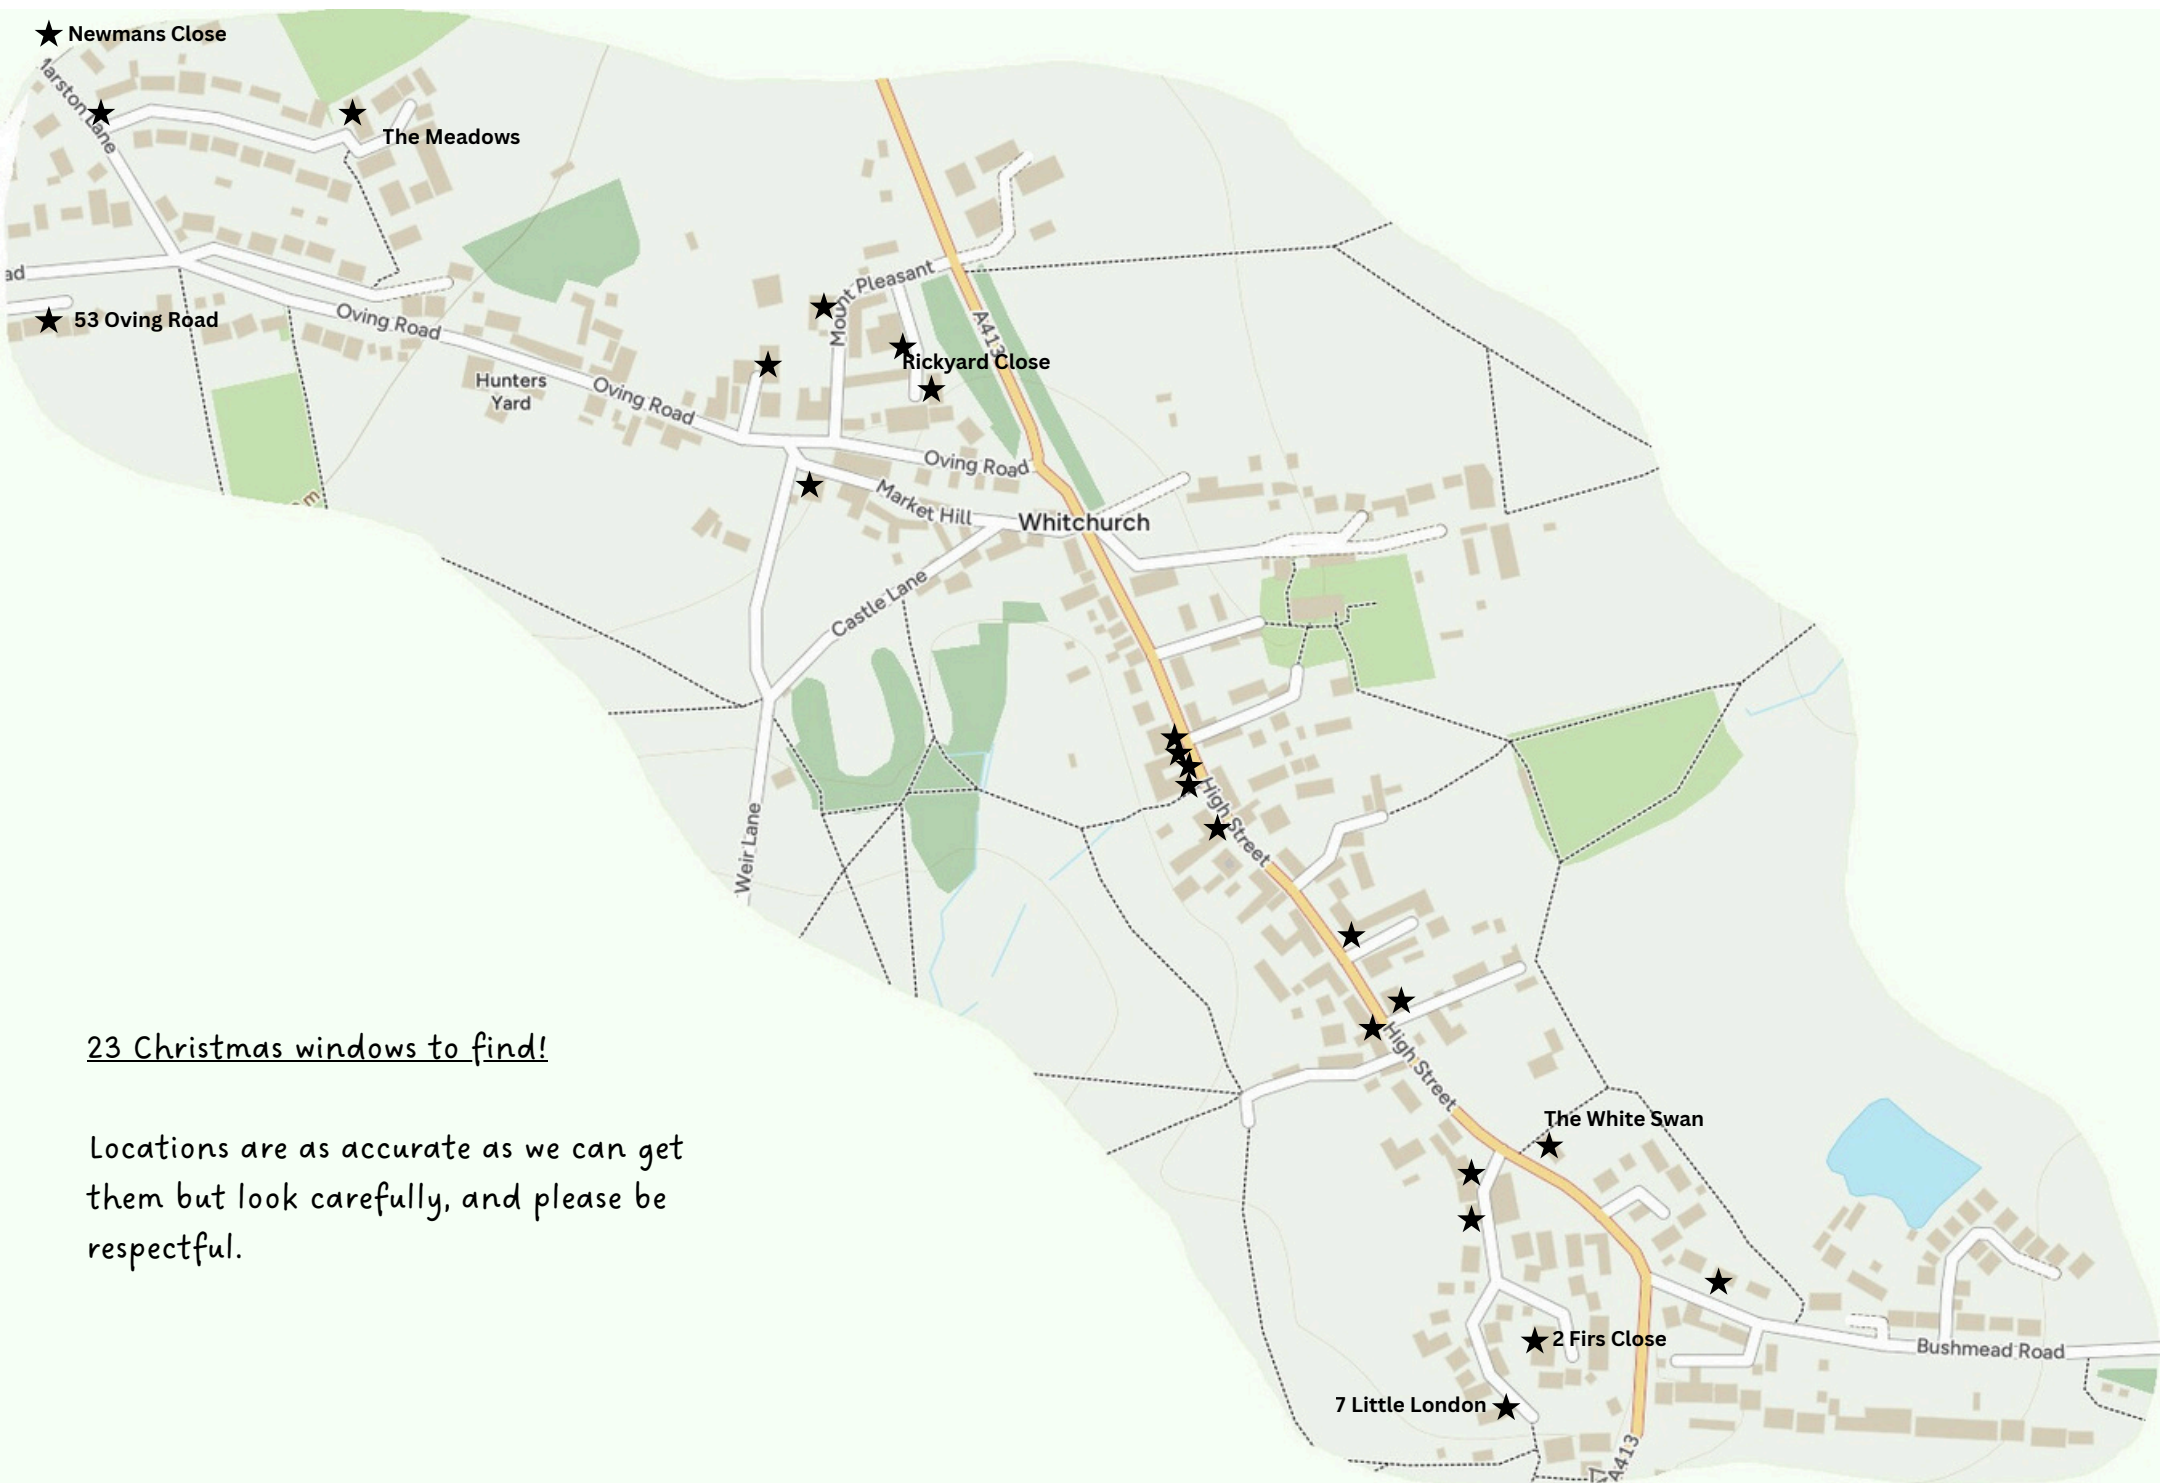 Newmans Close
The Meadows
53 Oving Road
Oving Road
Hunters
Yard
Oving Road
Mount Pleasant
A413
Rickyard Close
Oving Road
Market Hill
Whitchurch
Castle Lane
Weir Lane
High Street
High Street
The White Swan
2 Firs Close
7 Little London
Bushmead Road
A413
23 Christmas windows to find!
Locations are as accurate as we can get
them but look carefully, and please be
respectful.